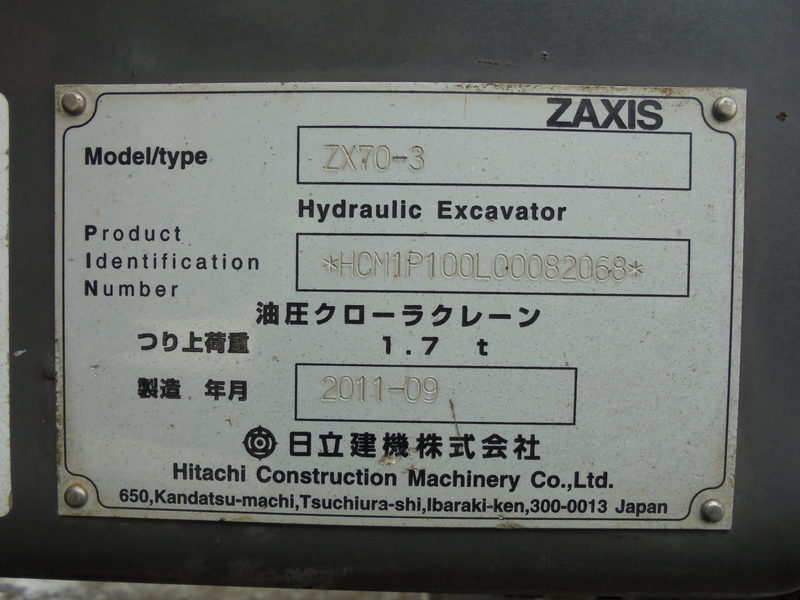 ZAXIS
Model/type ZX70-3
Hydraulic Excavator
Product
Identification *HCM1P100L00082068*
Number
油圧クローラクレーン
つり上荷重 1.7 t
製造 年月 2011-09
日立建機株式会社
Hitachi Construction Machinery Co.,Ltd.
650,Kandatsu-machi,Tsuchiura-shi,Ibaraki-ken,300-0013 Japan